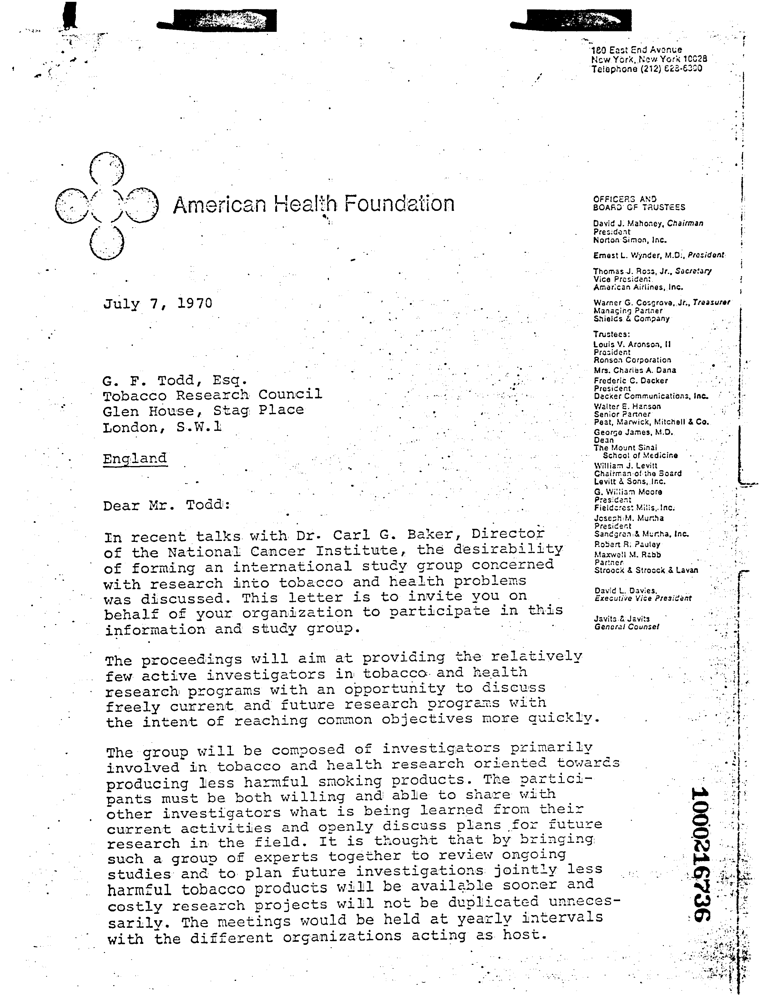 180 East End Avenue
New York, New York 10028
Telephone (212) 628-6300
American Health Foundation
July 7, 1970
G. F. Todd, Esq.
Tobacco Research Council
Glen House, Stag Place
London, S.W.1
England
Dear Mr. Todd:
In recent talks with Dr. Carl G. Baker, Director
of the National Cancer Institute, the desirability
of forming an international study group concerned
with research into tobacco and health problems
was discussed. This letter is to invite you on
behalf of your organization to participate in this
information and study group.
The proceedings will aim at providing the relatively
few active investigators in tobacco and health
research programs with an opportunity to discuss
freely current and future research programs with
the intent of reaching common objectives more quickly.
The group will be composed of investigators primarily
involved in tobacco and health research oriented towards
producing less harmful smoking products. The partici-
pants must be both willing and able to share with
other investigators what is being learned from their
current activities and openly discuss plans for future
research in the field. It is thought that by bringing
such a group of experts together to review ongoing
studies and to plan future investigations jointly less
harmful tobacco products will be available sooner and
costly research projects will not be duplicated unneces-
sarily. The meetings would be held at yearly intervals
with the different organizations acting as host.
OFFICERS AND
BOARD OF TRUSTEES
David J. Mahoney, Chairman
President
Norton Simon, Inc.
Ernest L. Wynder, M.D., President
Thomas J. Ross, Jr., Secretary
Vice President
American Airlines, Inc.
Warner G. Cosgrove, Jr., Treasurer
Managing Partner
Shields & Company
Trustees:
Louis V. Aronson, II
President
Ronson Corporation
Mrs. Charles A. Dana
Frederic C. Decker
President
Decker Communications, Inc.
Walter E. Hanson
Senior Partner
Peat, Marwick, Mitchell & Co.
George James, M.D.
Dean
The Mount Sinai
School of Medicine
William J. Levitt
Chairman of the Board
Levitt & Sons, Inc.
G. William Moore
President
Fieldcrest Mills, Inc.
Joseph M. Murtha
President
Sandgren & Murtha, Inc.
Robert R. Pauley
Maxwell M. Rabb
Partner
Stroock & Stroock & Lavan
David L. Davies,
Executive Vice President
Javits & Javits
General Counsel
1000216736